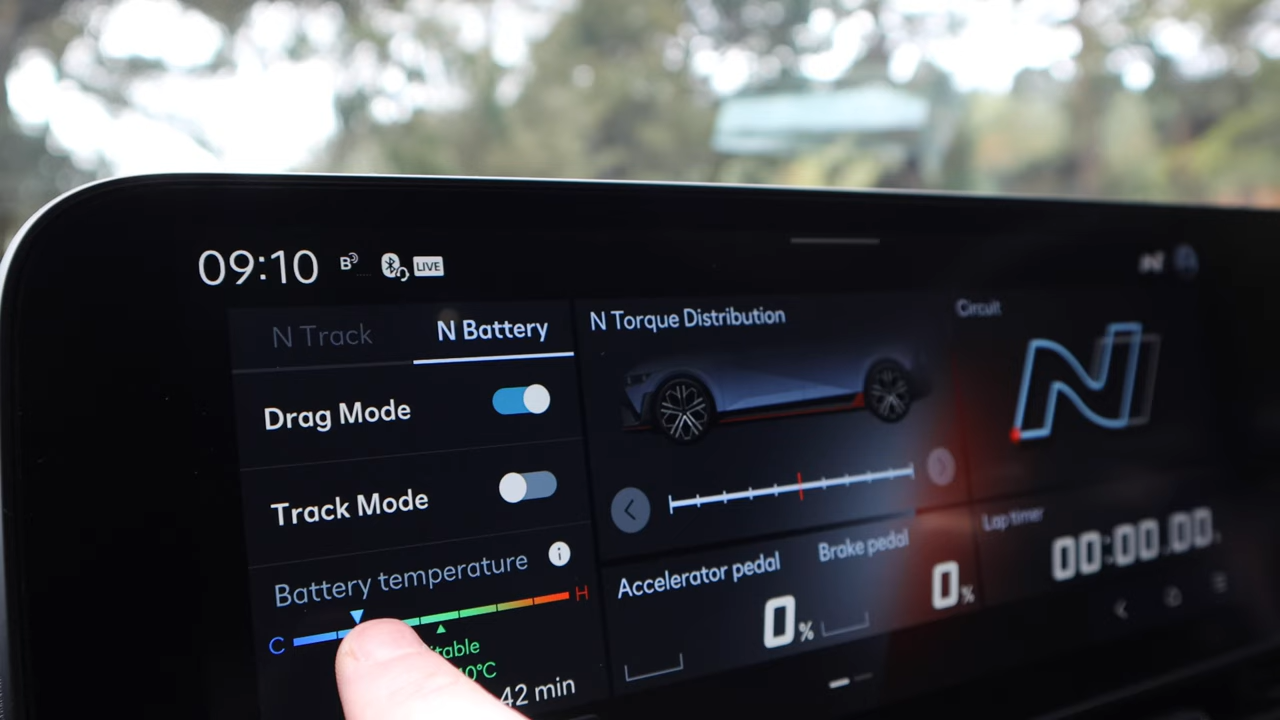 09:10 B LIVE
N Track N Battery
Drag Mode
Track Mode
Battery temperature i
C H
42 min
N Torque Distribution
Accelerator pedal
0 %
Brake pedal
0 %
Circuit
N
Lap timer
00:00.00.